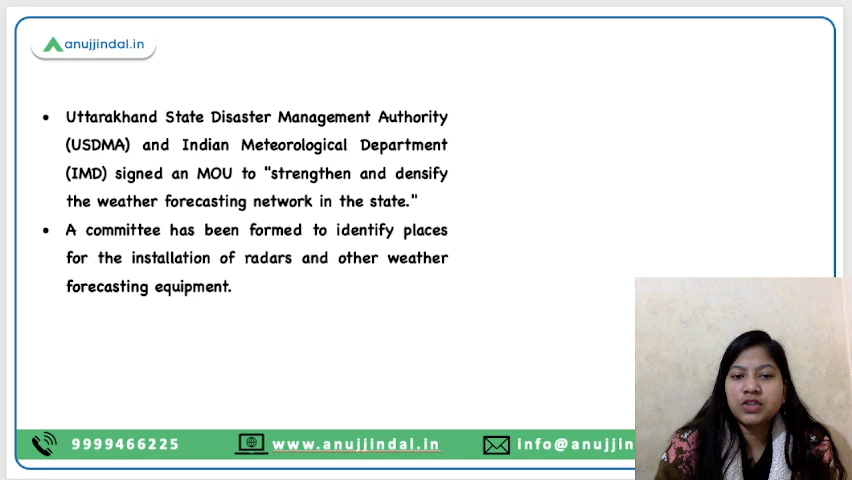 anujjindal.in
• Uttarakhand State Disaster Management Authority
(USDMA) and Indian Meteorological Department
(IMD) signed an MOU to "strengthen and densify
the weather forecasting network in the state."
• A committee has been formed to identify places
for the installation of radars and other weather
forecasting equipment.
9999466225 www.anujjindal.in info@anujjin